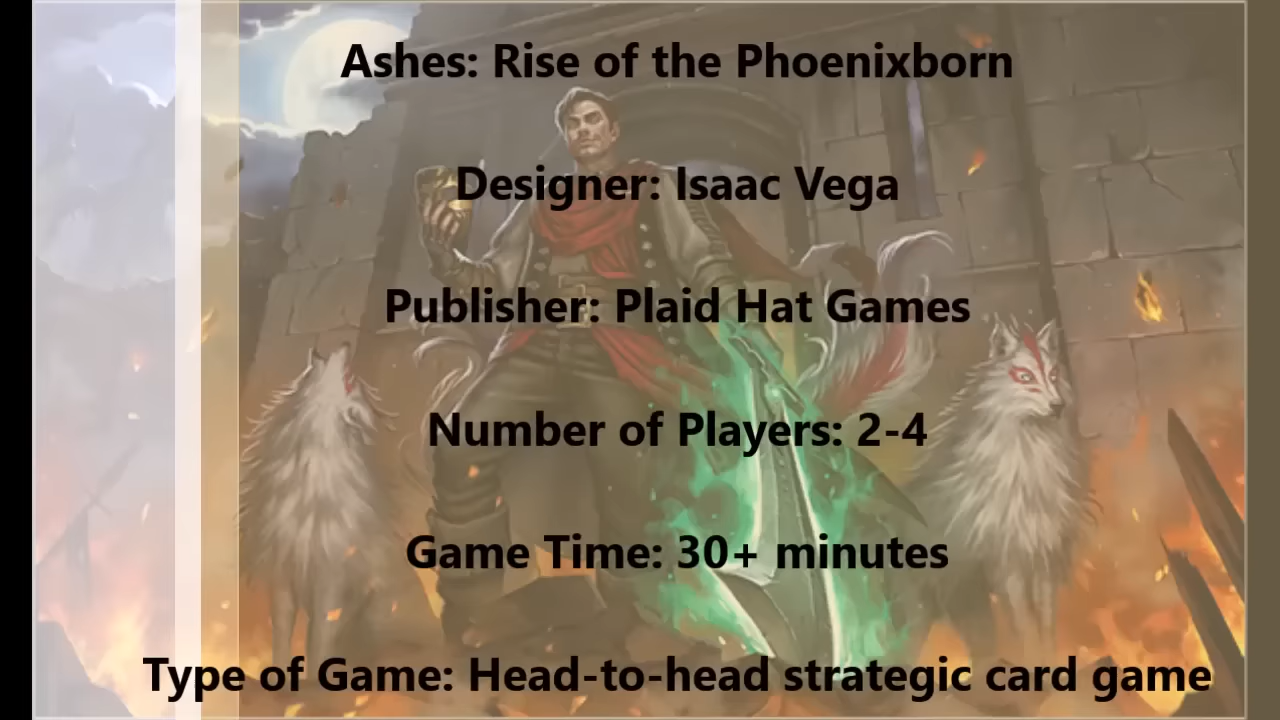 Ashes: Rise of the Phoenixborn
Designer: Isaac Vega
Publisher: Plaid Hat Games
Number of Players: 2-4
Game Time: 30+ minutes
Type of Game: Head-to-head strategic card game